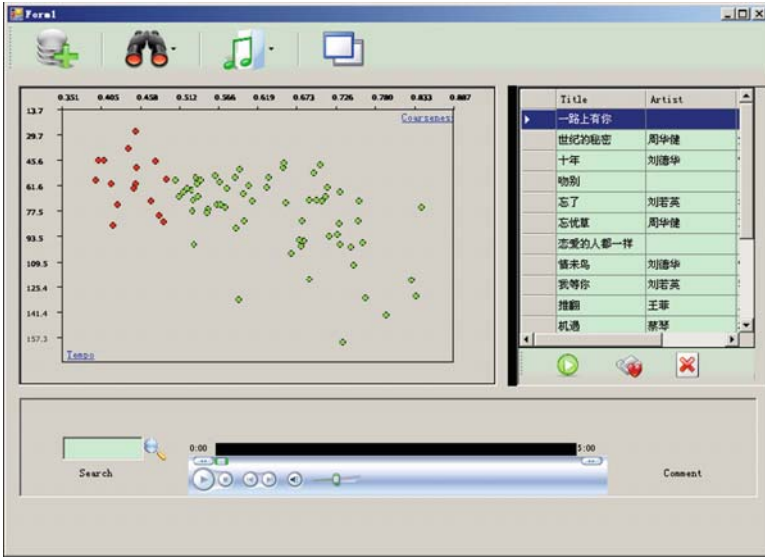 Form1
0.351 0.405 0.458 0.512 0.566 0.619 0.673 0.726 0.780 0.833 0.887
Coarseness
13.7
29.7
45.6
61.6
77.5
93.5
109.5
125.4
141.4
157.3
Tempo
Title Artist
一路上有你
世纪的秘密 周华健
十年 刘德华
吻别
忘了 刘若英
忘忧草 周华健
恋爱的人都一样
情未鸟 刘德华
我等你 刘若英
推翻 王菲
机遇 蔡琴
0:00 5:00
Search
Comment